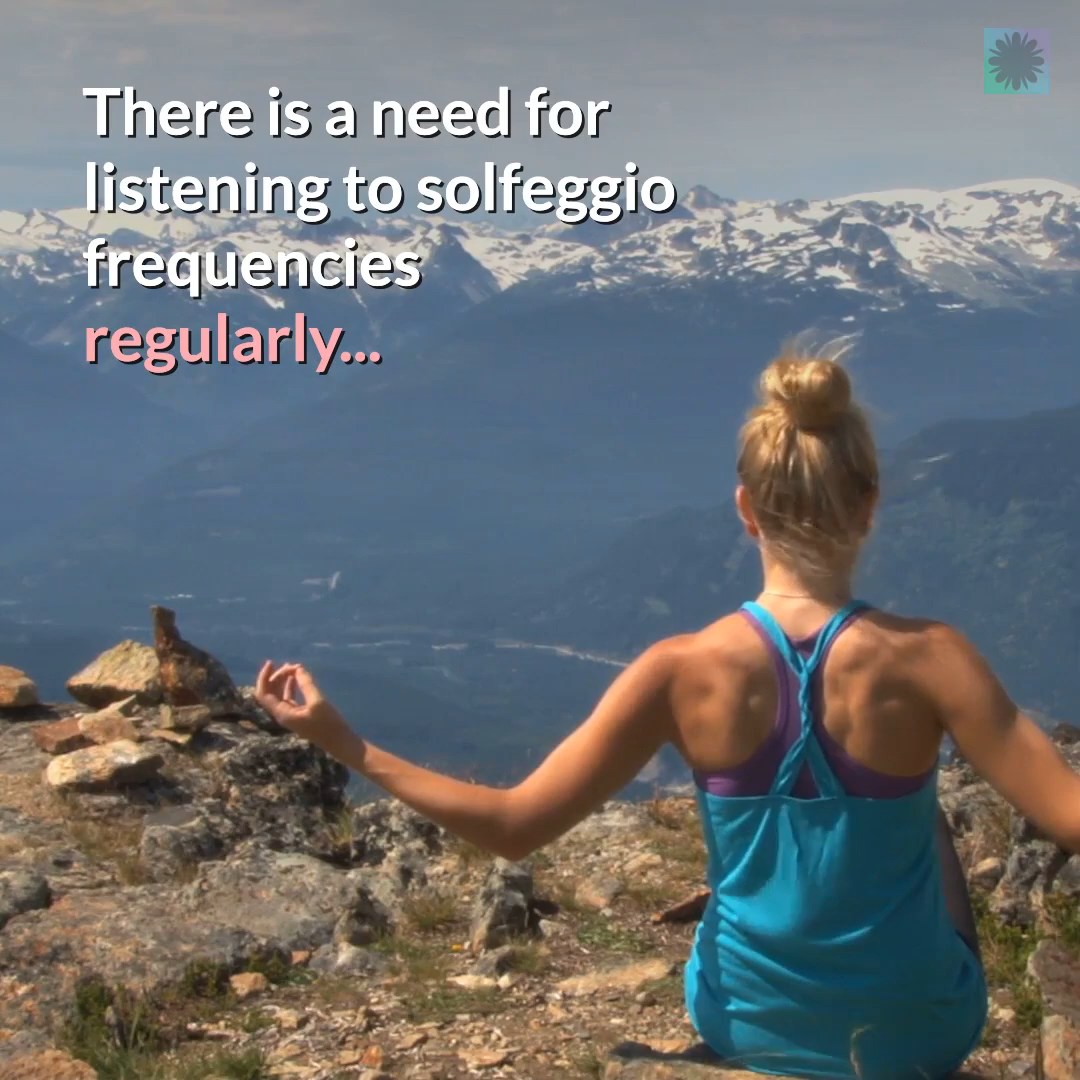 There is a need for
listening to solfeggio
frequencies
regularly...